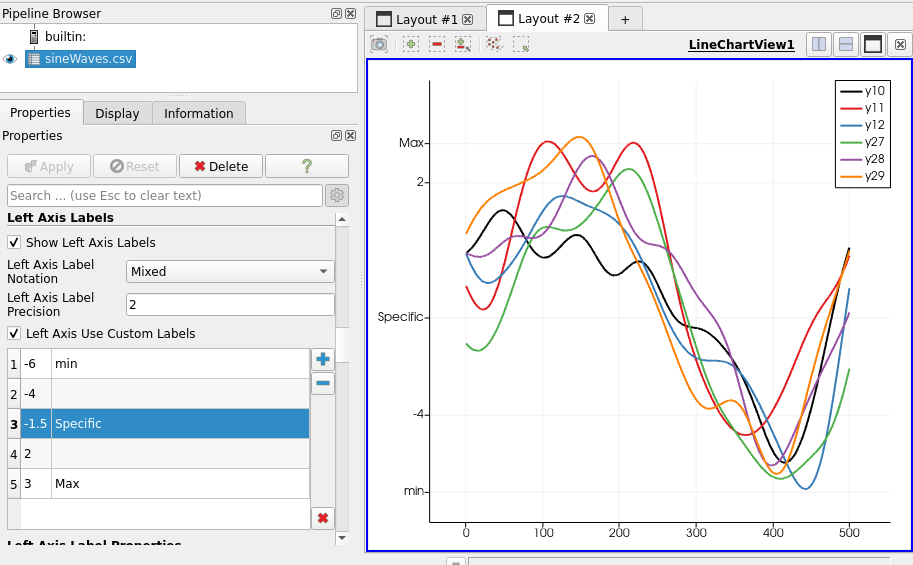 Pipeline Browser
builtin:
sineWaves.csv
Properties
Display
Information
Properties
Apply
Reset
Delete
?
Search ... (use Esc to clear text)
Left Axis Labels
Show Left Axis Labels
Left Axis Label
Notation
Mixed
Left Axis Label
Precision
2
Left Axis Use Custom Labels
1 -6 min
2 -4
3 -1.5 Specific
4 2
5 3 Max
Left Axis Label Properties
Layout #1
Layout #2
+
LineChartView1
y10
y11
y12
y27
y28
y29
Max
2
Specific
-4
min
0 100 200 300 400 500